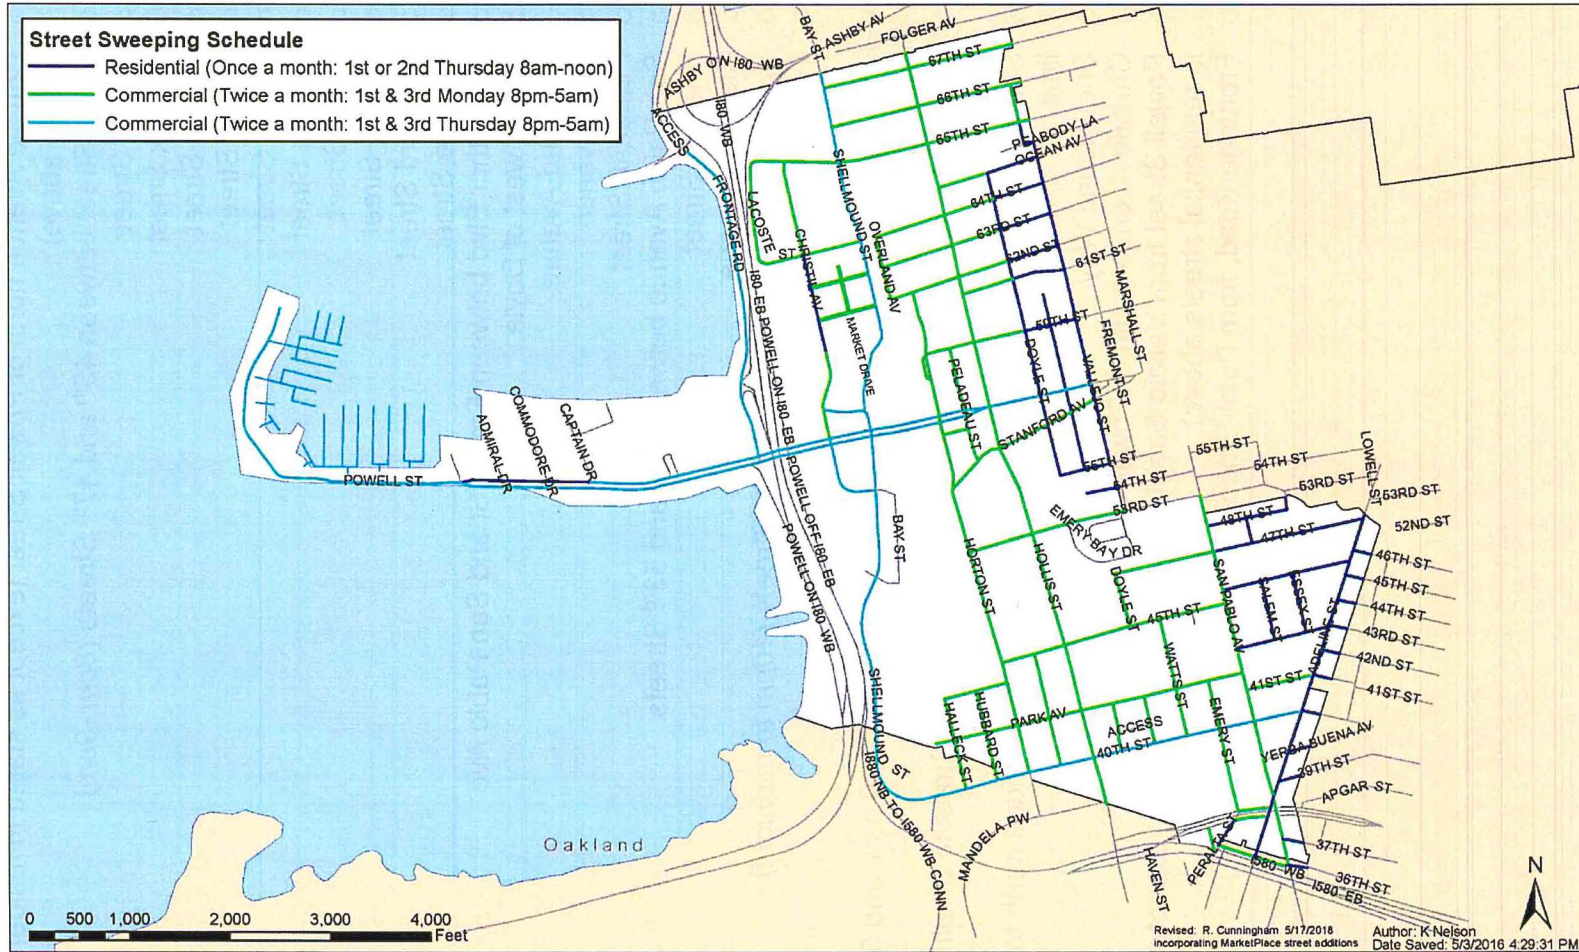 Street Sweeping Schedule
Residential (Once a month: 1st or 2nd Thursday 8am-noon)
Commercial (Twice a month: 1st & 3rd Monday 8pm-5am)
Commercial (Twice a month: 1st & 3rd Thursday 8pm-5am)
BAY ST
ASHBY AV
FOLGER AV
ASHBY ON I80 WB
67TH ST
ACCESS
I80 WB
66TH ST
65TH ST
PEABODY LA
OCEAN AV
FRONTAGE RD
LACOSTE ST
SHELLMOUND ST
64TH ST
OVERLAND AV
63RD ST
CHRISTIE AV
62ND ST
61ST ST
MARSHALL ST
I80 EB
MARKET DRIVE
59TH ST
FREMONT ST
POWELL ON I80 EB
DOYLE ST
VALLEJO ST
PELADEAU ST
STANFORD AV
CAPTAIN DR
COMMODORE DR
ADMIRAL DR
POWELL ST
POWELL OFF I80 EB
POWELL ON I80 WB
55TH ST
54TH ST
53RD ST
55TH ST
54TH ST
LOWELL ST
53RD ST
53RD ST
52ND ST
BAY ST
EMERY BAY DR
48TH ST
47TH ST
HORTON ST
HOLLIS ST
DOYLE ST
SAN PABLO AV
46TH ST
45TH ST
44TH ST
43RD ST
42ND ST
41ST ST
SALEM ST
ESSEX ST
ADELINE ST
45TH ST
WATTS ST
41ST ST
SHELLMOUND ST
HALLECK ST
HUBBARD ST
PARK AV
ACCESS
40TH ST
EMERY ST
YERBA BUENA AV
39TH ST
APGAR ST
I880 NB TO I580 WB CONN
MANDELA PW
HAVEN ST
PERALTA ST
37TH ST
36TH ST
I580 WB
I580 EB
Oakland
N
0 500 1,000 2,000 3,000 4,000
Feet
Revised: R. Cunningham 5/17/2018
incorporating MarketPlace street additions
Author: K Nelson
Date Saved: 5/3/2016 4:29:31 PM